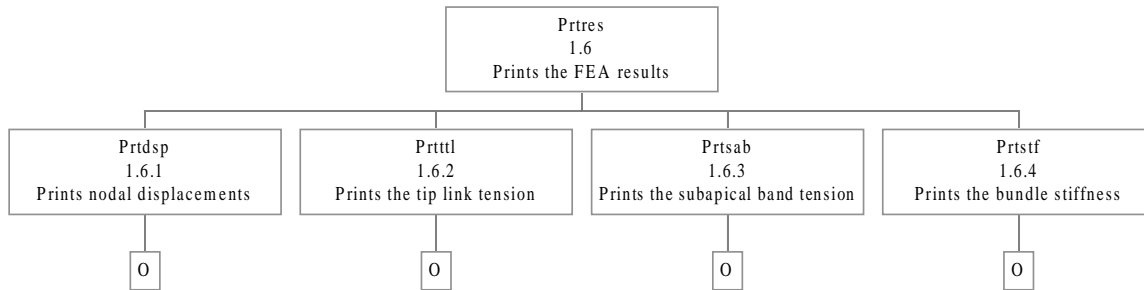 Prtres
1.6
Prints the FEA results
Prtdsp
1.6.1
Prints nodal displacements
Prtttl
1.6.2
Prints the tip link tension
Prtsab
1.6.3
Prints the subapical band tension
Prtstf
1.6.4
Prints the bundle stiffness
O
O
O
O